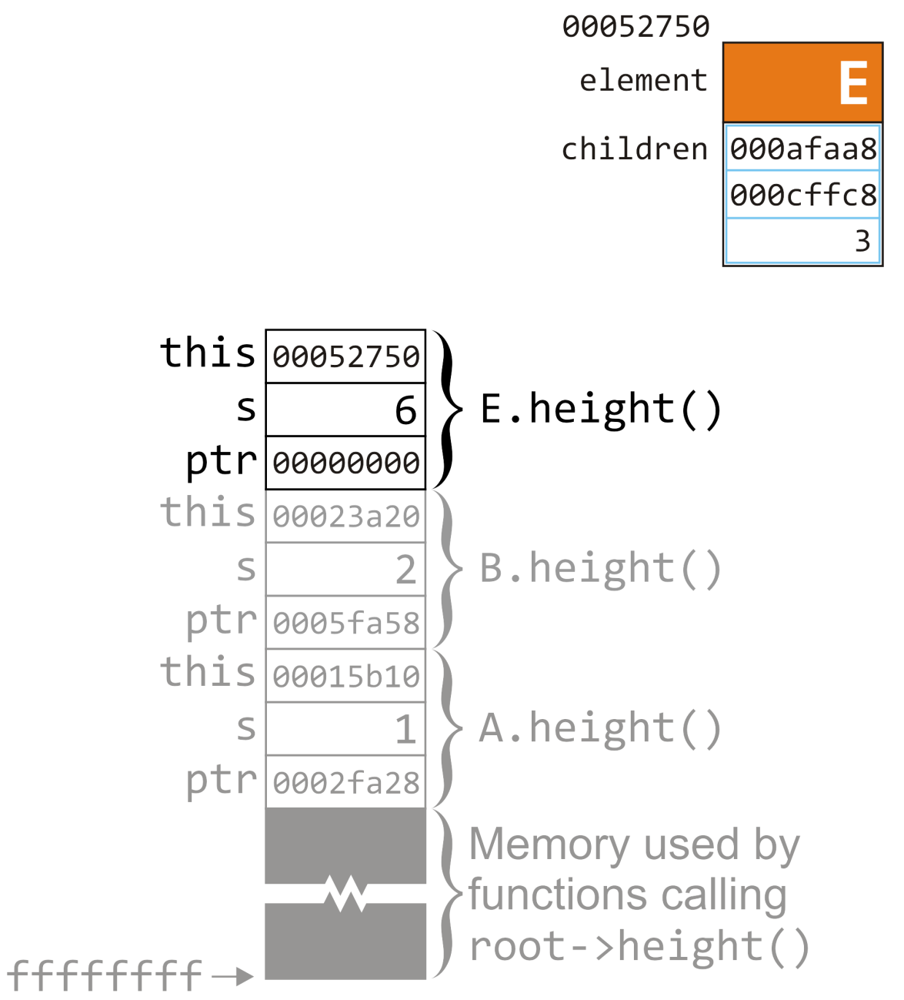 00052750
element E
children 000afaa8
000cffc8
3
this 00052750
s 6 E.height()
ptr 00000000
this 00023a20
s 2 B.height()
ptr 0005fa58
this 00015b10
s 1 A.height()
ptr 0002fa28
Memory used by
functions calling
root->height()
ffffffff